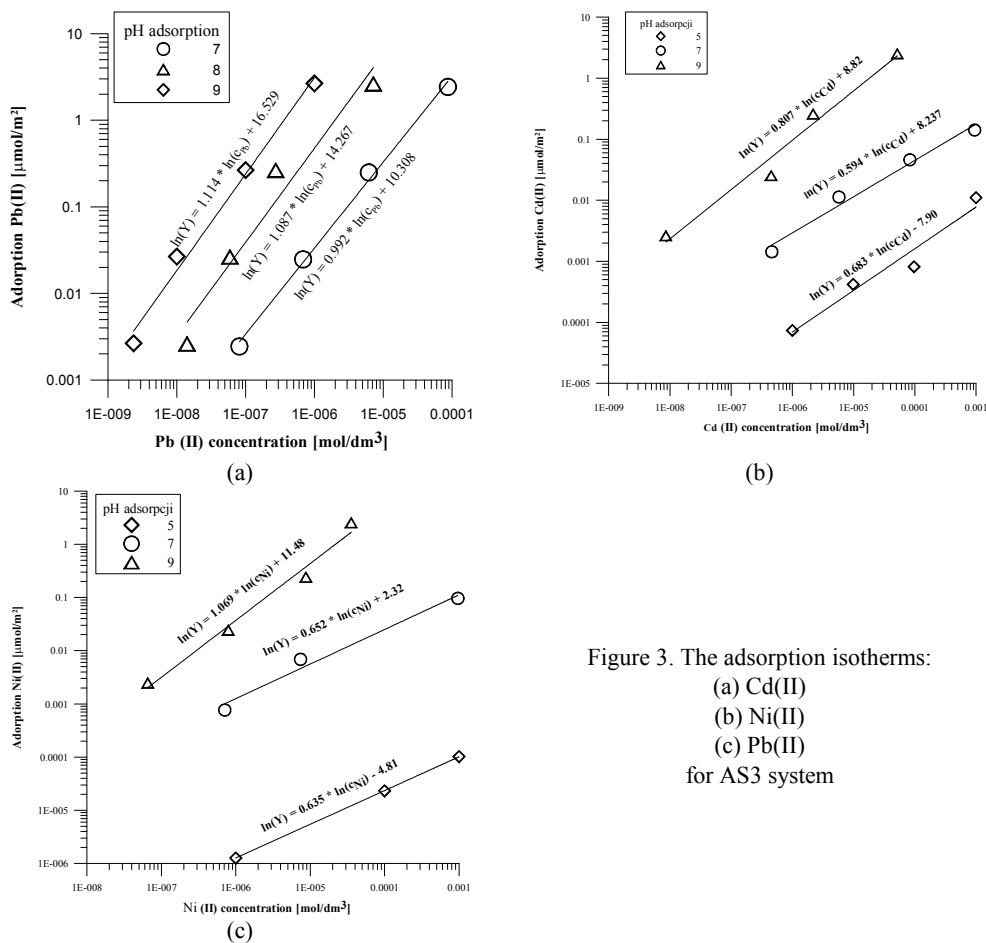 pH adsorption
7
8
9
10
1
0.1
0.01
0.001
Adorption Pb(II) [μmol/m²]
ln(Y) = 1.114 * ln(cPb) + 16.529
ln(Y) = 1.087 * ln(cPb) + 14.267
ln(Y) = 0.992 * ln(cPb) + 10.308
1E-009 1E-008 1E-007 1E-006 1E-005 0.0001
Pb (II) concentration [mol/dm³]
(a)
pH adsorpcji
5
7
9
10
1
0.1
0.01
0.001
0.0001
1E-005
Adorption Cd(II) [μmol/m²]
ln(Y) = 0.807 * ln(cCd) + 8.82
ln(Y) = 0.594 * ln(cCd) + 8.237
ln(Y) = 0.683 * ln(cCd) - 7.90
1E-009 1E-008 1E-007 1E-006 1E-005 0.0001 0.001
Cd (II) concentration [mol/dm³]
(b)
pH adsorpcji
5
7
9
10
1
0.1
0.01
0.001
0.0001
1E-005
1E-006
Adorption Ni(II) [μmol/m²]
ln(Y) = 1.069 * ln(cNi) + 11.48
ln(Y) = 0.652 * ln(cNi) + 2.32
ln(Y) = 0.635 * ln(cNi) - 4.81
1E-008 1E-007 1E-006 1E-005 0.0001 0.001
Ni (II) concentration [mol/dm³]
(c)
Figure 3. The adsorption isotherms:
(a) Cd(II)
(b) Ni(II)
(c) Pb(II)
for AS3 system